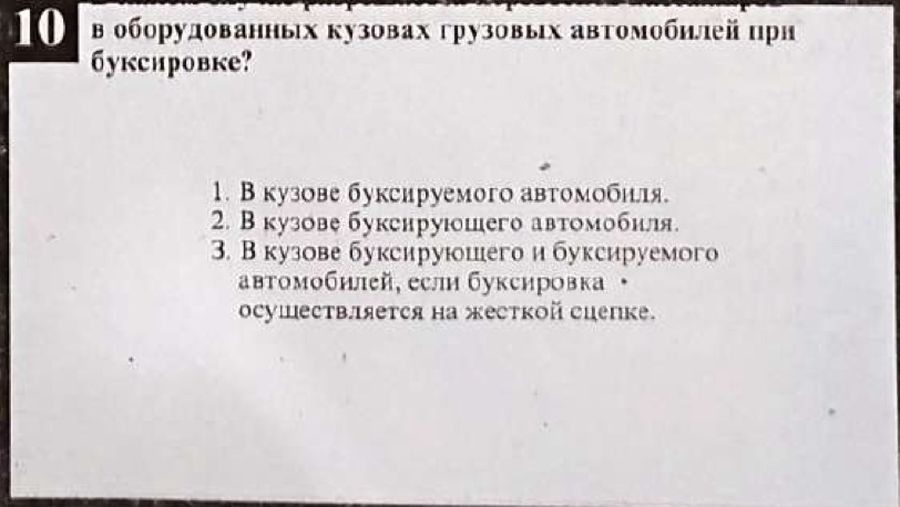 10
в оборудованных кузовах грузовых автомобилей при
буксировке?
1. В кузове буксируемого автомобиля.
2. В кузове буксирующего автомобиля.
3. В кузове буксирующего и буксируемого
автомобилей, если буксировка
осуществляется на жесткой сцепке.